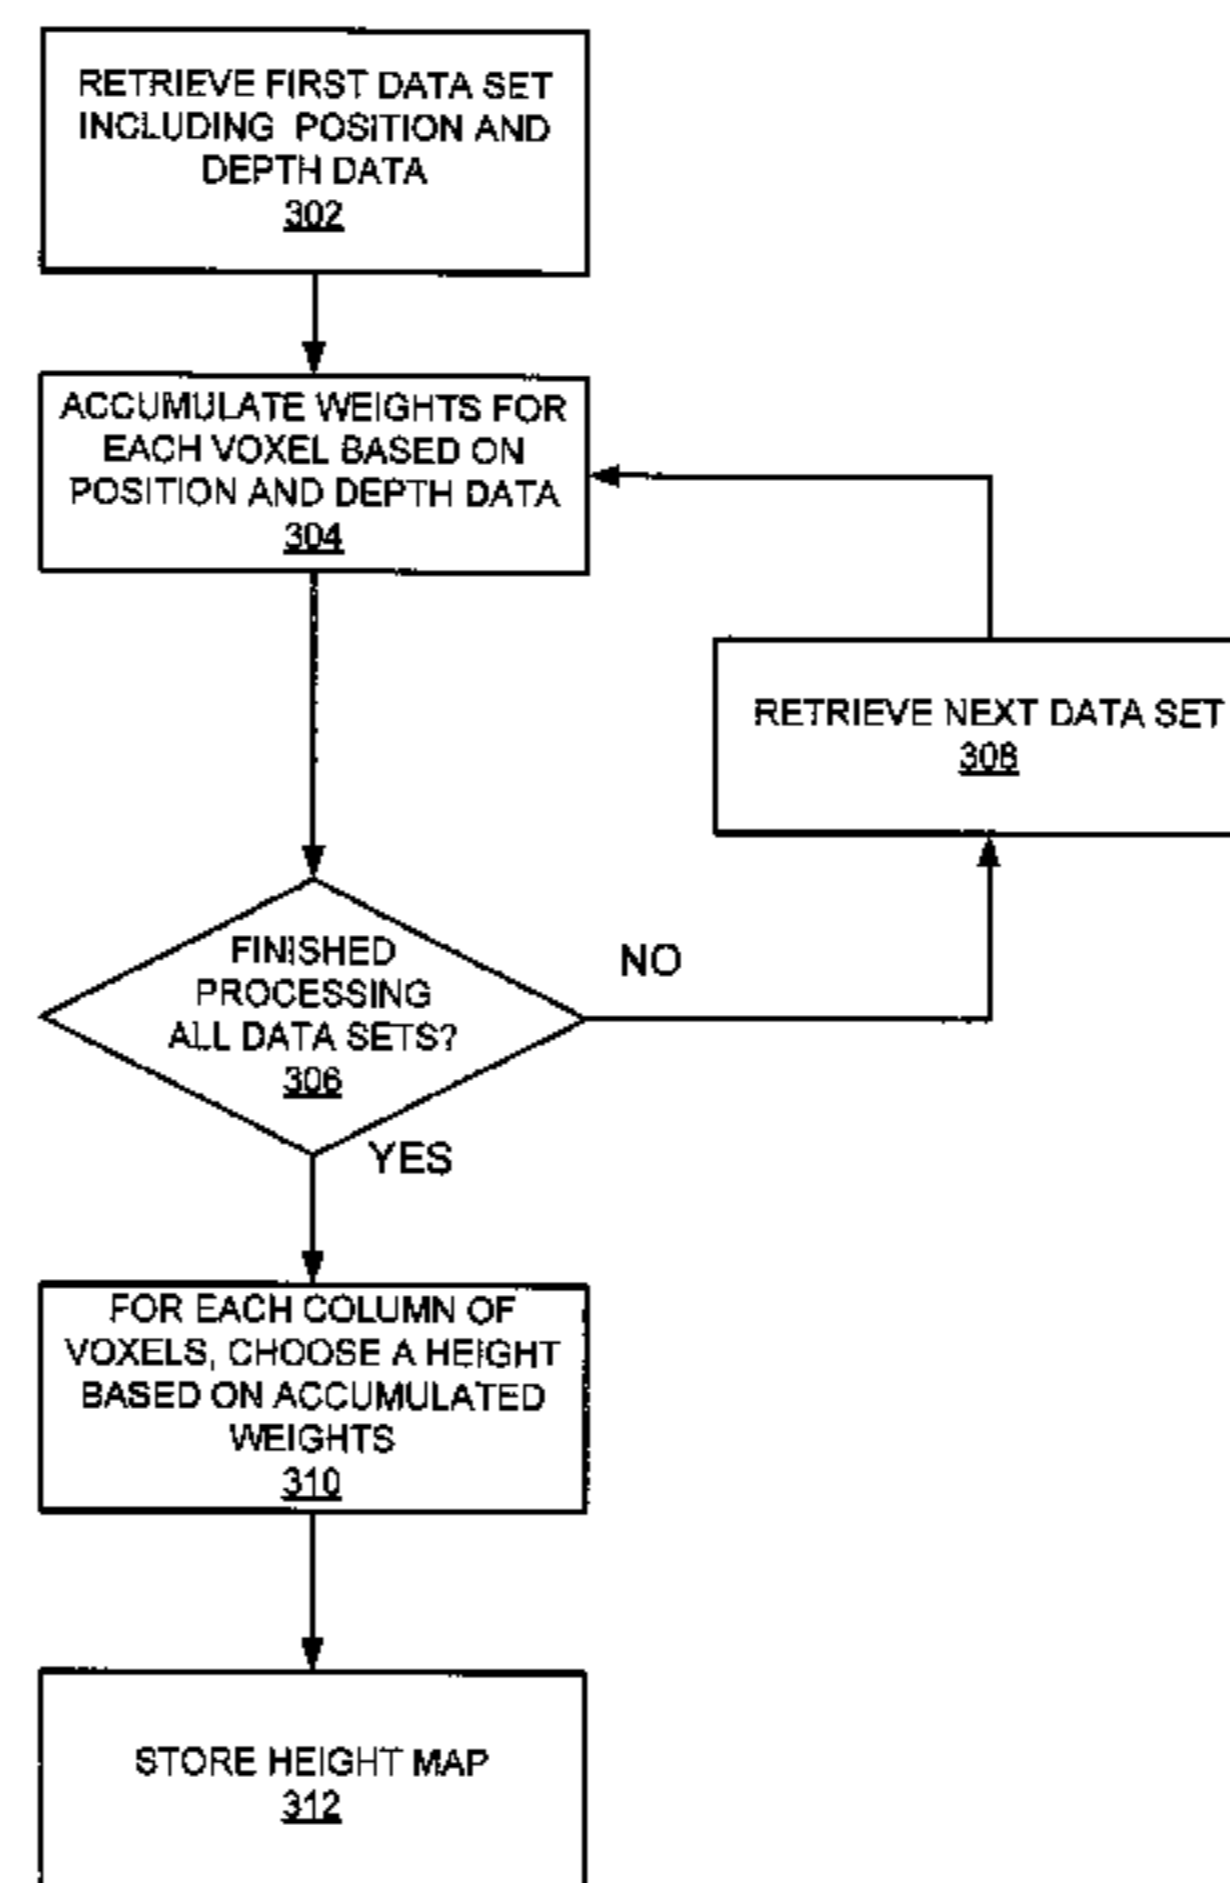 RETRIEVE FIRST DATA SET
INCLUDING POSITION AND
DEPTH DATA
302
ACCUMULATE WEIGHTS FOR
EACH VOXEL BASED ON
POSITION AND DEPTH DATA
304
RETRIEVE NEXT DATA SET
308
FINISHED
PROCESSING
ALL DATA SETS?
306
NO
YES
FOR EACH COLUMN OF
VOXELS, CHOOSE A HEIGHT
BASED ON ACCUMULATED
WEIGHTS
310
STORE HEIGHT MAP
312